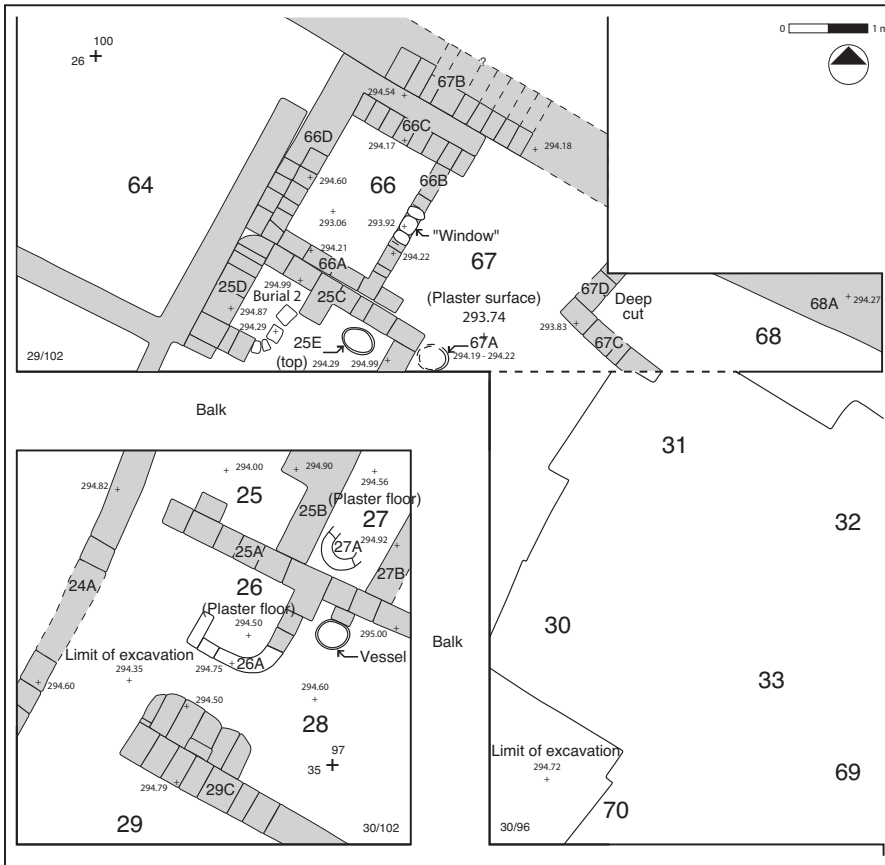 0 1 m
100
26
64
67B
294.54
66C
294.18
66D
294.17
66
66B
294.60
293.06
293.92
"Window"
294.21
294.22
67
66A
25D
294.99
Burial 2
25C
(Plaster surface)
293.74
67D
Deep
cut
68A
294.27
294.87
294.29
25E
(top)
67A
293.83
67C
68
29/102
294.29
294.99
294.19 - 294.22
Balk
31
294.82
294.00
294.90
294.56
25
(Plaster floor)
25B
27
32
294.92
25A
27A
24A
26
27B
(Plaster floor)
294.50
295.00
30
Balk
Limit of excavation
294.75
26A
Vessel
294.35
33
294.60
294.50
294.60
28
97
35
Limit of excavation
294.72
69
294.79
29C
29
30/102
30/96
70